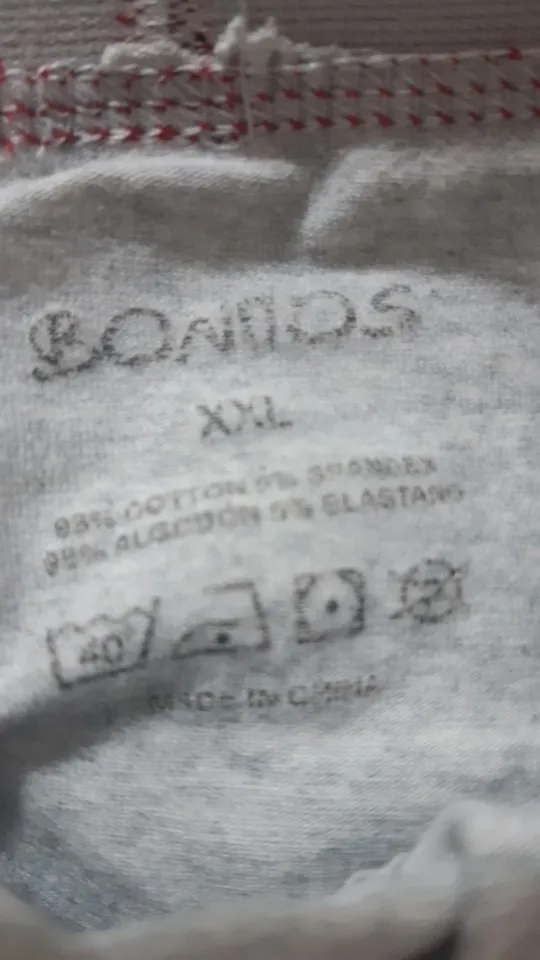 BONDS
XXL
95% COTTON 5% SPANDEX
95% ALGODÓN 5% ELASTANO
40
MADE IN CHINA